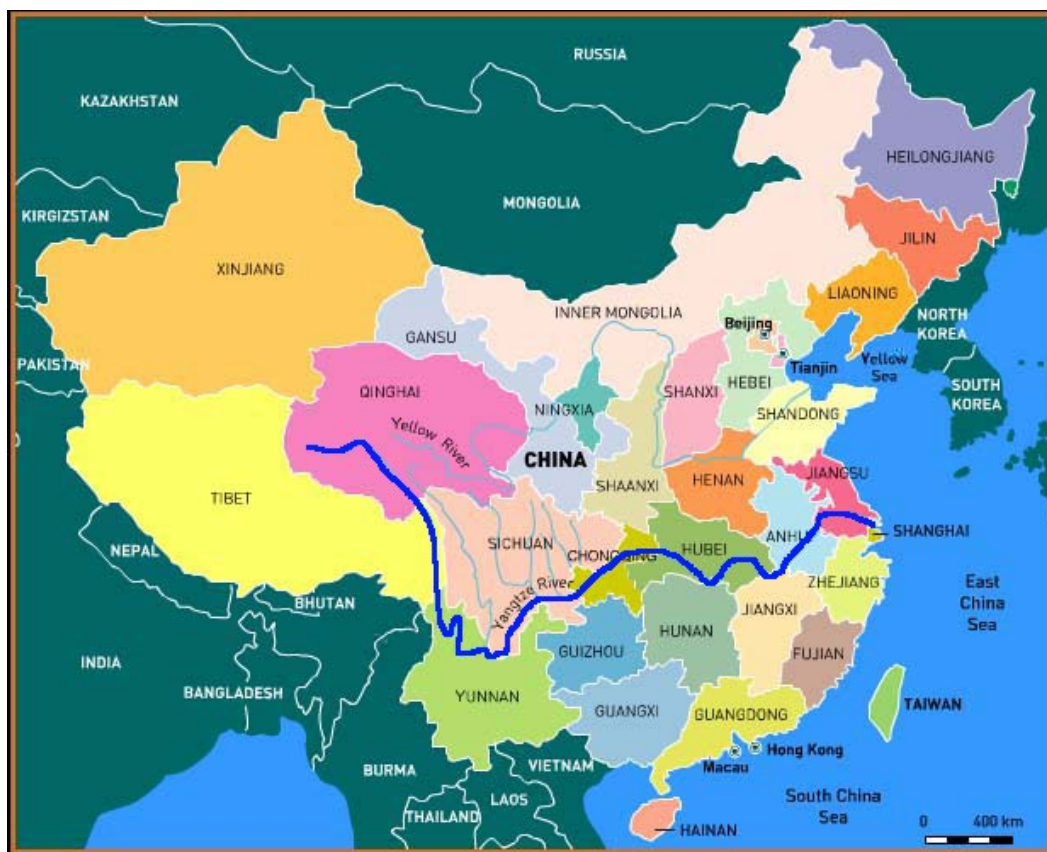 RUSSIA
KAZAKHSTAN
HEILONGJIANG
MONGOLIA
KIRGIZSTAN
JILIN
XINJIANG
LIAONING
INNER MONGOLIA
NORTH
KOREA
Beijing
GANSU
Yellow
Sea
PAKISTAN
Tianjin
QINGHAI
SHANXI
HEBEI
SOUTH
KOREA
NINGXIA
SHANDONG
Yellow River
CHINA
JIANGSU
HENAN
SHAANXI
TIBET
SHANGHAI
ANHU
SICHUAN
HUBEI
CHONGQING
NEPAL
Yangtze River
ZHEJIANG
East
China
Sea
BHUTAN
JIANGXI
HUNAN
GUIZHOU
FUJIAN
INDIA
BANGLADESH
YUNNAN
TAIWAN
GUANGXI
GUANGDONG
Hong Kong
Macau
VIETNAM
BURMA
South China
Sea
LAOS
THAILAND
0 400 km
HAINAN